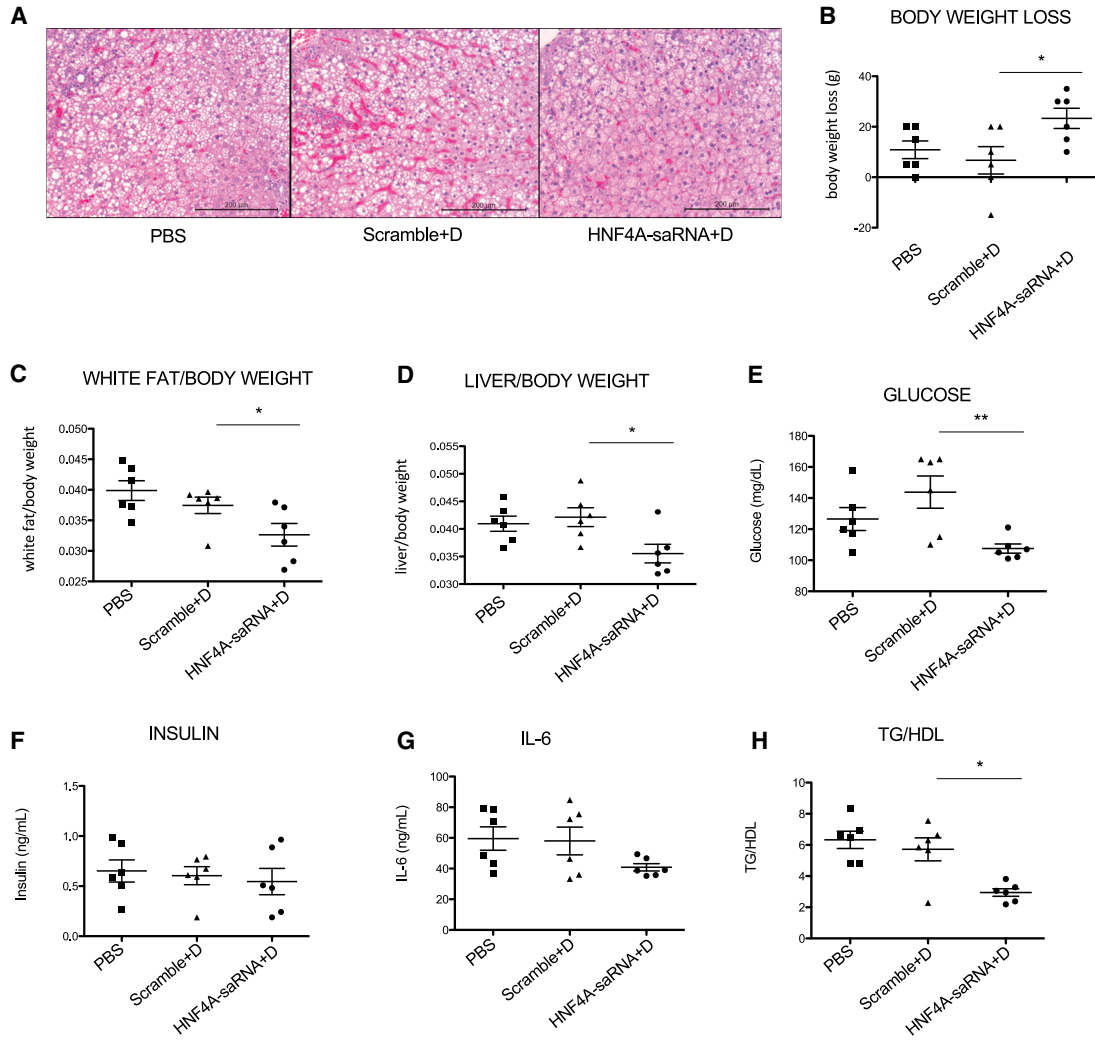 A
200 µm
200 µm
200 µm
PBS
Scramble+D
HNF4A-saRNA+D
B
BODY WEIGHT LOSS
*
body weight loss (g)
40
20
0
-20
PBS
Scramble+D
HNF4A-saRNA+D
C
WHITE FAT/BODY WEIGHT
*
white fat/body weight
0.050
0.045
0.040
0.035
0.030
0.025
PBS
Scramble+D
HNF4A-saRNA+D
D
LIVER/BODY WEIGHT
*
liver/body weight
0.055
0.050
0.045
0.040
0.035
0.030
PBS
Scramble+D
HNF4A-saRNA+D
E
GLUCOSE
**
Glucose (mg/dL)
180
160
140
120
100
80
PBS
Scramble+D
HNF4A-saRNA+D
F
INSULIN
Insulin (ng/mL)
1.5
1.0
0.5
0.0
PBS
Scramble+D
HNF4A-saRNA+D
G
IL-6
IL-6 (ng/mL)
100
80
60
40
20
0
PBS
Scramble+D
HNF4A-saRNA+D
H
TG/HDL
*
TG/HDL
10
8
6
4
2
0
PBS
Scramble+D
HNF4A-saRNA+D